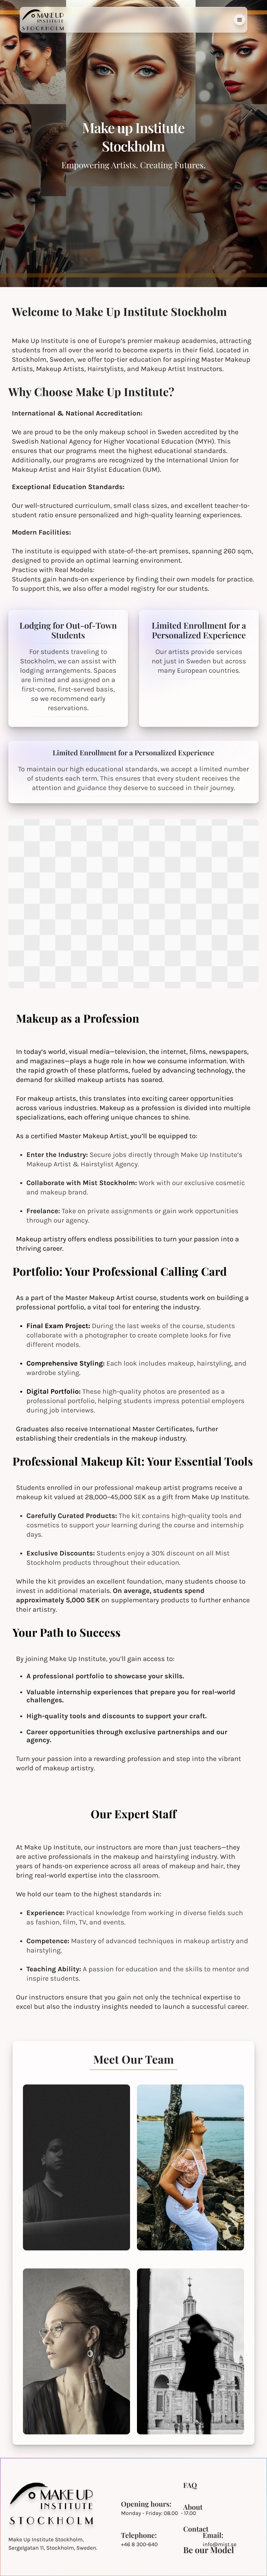 MAKEUP
INSTITUTE
STOCKHOLM
Make up Institute
Stockholm
Empowering Artists. Creating Futures.
Welcome to Make Up Institute Stockholm
Make Up Institute is one of Europe's premier makeup academies, attracting
students from all over the world to become experts in their field. Located in
Stockholm, Sweden, we offer top-tier education for aspiring Master Makeup
Artists, Makeup Artists, Hairstylists, and Makeup Artist Instructors.
Why Choose Make Up Institute?
International & National Accreditation:
We are proud to be the only makeup school in Sweden accredited by the
Swedish National Agency for Higher Vocational Education (MYH). This
ensures that our programs meet the highest educational standards.
Additionally, our programs are recognized by the International Union for
Makeup Artist and Hair Stylist Education (IUM).
Exceptional Education Standards:
Our well-structured curriculum, small class sizes, and excellent teacher-to-
student ratio ensure personalized and high-quality learning experiences.
Modern Facilities:
The institute is equipped with state-of-the-art premises, spanning 260 sqm,
designed to provide an optimal learning environment.
Practice with Real Models:
Students gain hands-on experience by finding their own models for practice.
To support this, we also offer a model registry for our students.
Lodging for Out-of-Town
Students
For students traveling to
Stockholm, we can assist with
lodging arrangements. Spaces
are limited and assigned on a
first-come, first-served basis,
so we recommend early
reservations.
Limited Enrollment for a
Personalized Experience
Our artists provide services
not just in Sweden but across
many European countries.
Limited Enrollment for a Personalized Experience
To maintain our high educational standards, we accept a limited number
of students each term. This ensures that every student receives the
attention and guidance they deserve to succeed in their journey.
Makeup as a Profession
In today's world, visual media—television, the internet, films, newspapers,
and magazines—plays a huge role in how we consume information. With
the rapid growth of these platforms, fueled by advancing technology, the
demand for skilled makeup artists has soared.
For makeup artists, this translates into exciting career opportunities
across various industries. Makeup as a profession is divided into multiple
specializations, each offering unique chances to shine.
As a certified Master Makeup Artist, you'll be equipped to:
• Enter the Industry: Secure jobs directly through Make Up Institute's
Makeup Artist & Hairstylist Agency.
• Collaborate with Mist Stockholm: Work with our exclusive cosmetic
and makeup brand.
• Freelance: Take on private assignments or gain work opportunities
through our agency.
Makeup artistry offers endless possibilities to turn your passion into a
thriving career.
Portfolio: Your Professional Calling Card
As a part of the Master Makeup Artist course, students work on building a
professional portfolio, a vital tool for entering the industry.
• Final Exam Project: During the last weeks of the course, students
collaborate with a photographer to create complete looks for five
different models.
• Comprehensive Styling: Each look includes makeup, hairstyling, and
wardrobe styling.
• Digital Portfolio: These high-quality photos are presented as a
professional portfolio, helping students impress potential employers
during job interviews.
Graduates also receive International Master Certificates, further
establishing their credentials in the makeup industry.
Professional Makeup Kit: Your Essential Tools
Students enrolled in our professional makeup artist programs receive a
makeup kit valued at 28,000–45,000 SEK as a gift from Make Up Institute.
• Carefully Curated Products: The kit contains high-quality tools and
cosmetics to support your learning during the course and internship
days.
• Exclusive Discounts: Students enjoy a 30% discount on all Mist
Stockholm products throughout their education.
While the kit provides an excellent foundation, many students choose to
invest in additional materials. On average, students spend
approximately 5,000 SEK on supplementary products to further enhance
their artistry.
Your Path to Success
By joining Make Up Institute, you'll gain access to:
• A professional portfolio to showcase your skills.
• Valuable internship experiences that prepare you for real-world
challenges.
• High-quality tools and discounts to support your craft.
• Career opportunities through exclusive partnerships and our
agency.
Turn your passion into a rewarding profession and step into the vibrant
world of makeup artistry.
Our Expert Staff
At Make Up Institute, our instructors are more than just teachers—they
are active professionals in the makeup and hairstyling industry. With
years of hands-on experience across all areas of makeup and hair, they
bring real-world expertise into the classroom.
We hold our team to the highest standards in:
• Experience: Practical knowledge from working in diverse fields such
as fashion, film, TV, and events.
• Competence: Mastery of advanced techniques in makeup artistry and
hairstyling.
• Teaching Ability: A passion for education and the skills to mentor and
inspire students.
Our instructors ensure that you gain not only the technical expertise to
excel but also the industry insights needed to launch a successful career.
Meet Our Team
MAKEUP
INSTITUTE
STOCKHOLM
Make Up Institute Stockholm,
Sergelgatan 11, Stockholm, Sweden.
Opening hours:
Monday - Friday: 08.00 - 17.00
Telephone:
+46 8 300-640
FAQ
About
Contact
Email:
info@mist.se
Be our Model